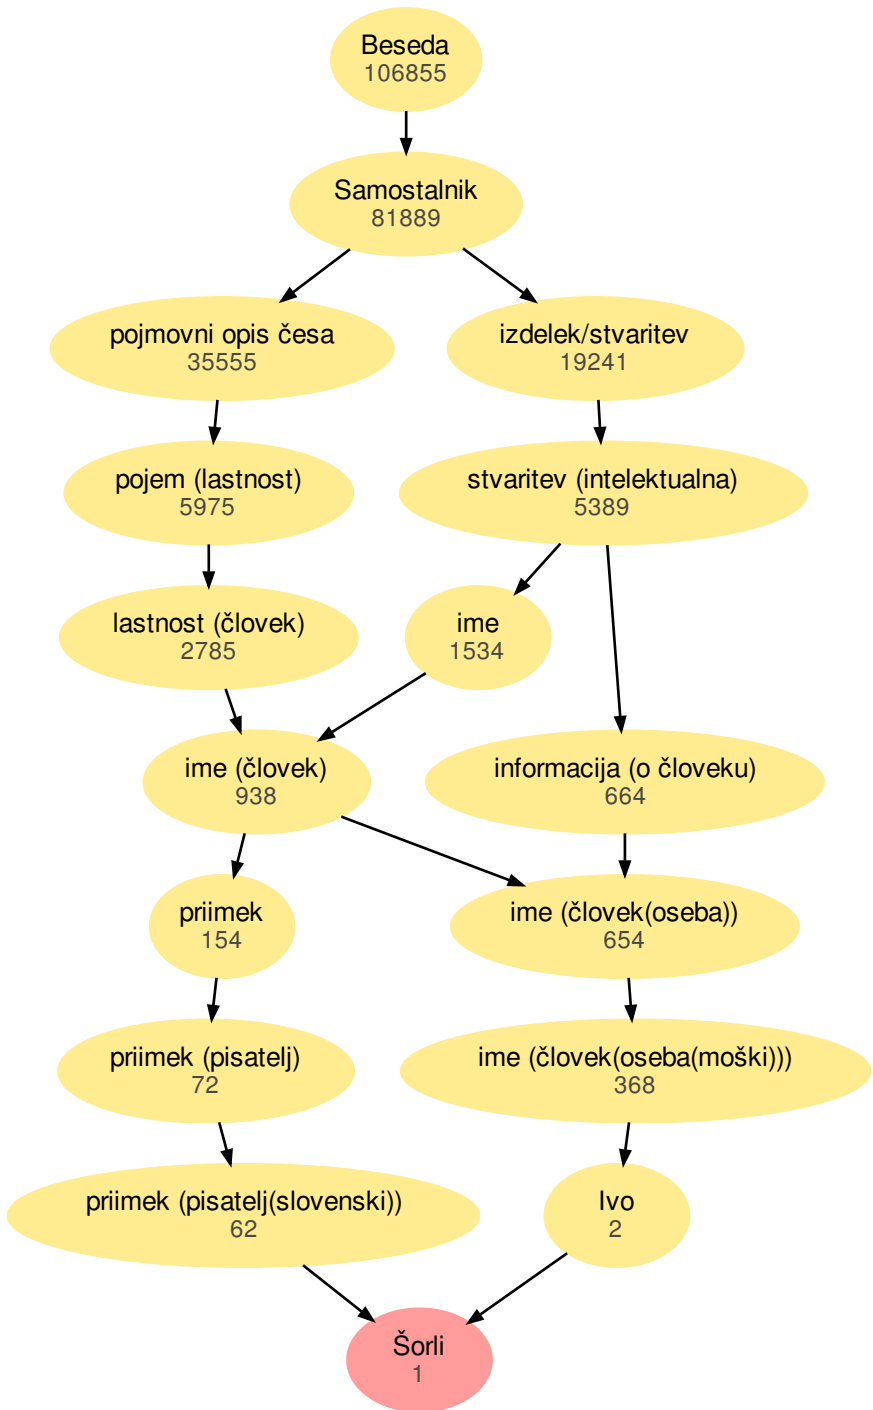 Beseda
106855
Samostalnik
81889
pojmovni opis česa
35555
izdelek/stvaritev
19241
pojem (lastnost)
5975
stvaritev (intelektualna)
5389
lastnost (človek)
2785
ime
1534
ime (človek)
938
informacija (o človeku)
664
priimek
154
ime (človek(oseba))
654
priimek (pisatelj)
72
ime (človek(oseba(moški)))
368
priimek (pisatelj(slovenski))
62
Ivo
2
Šorli
1